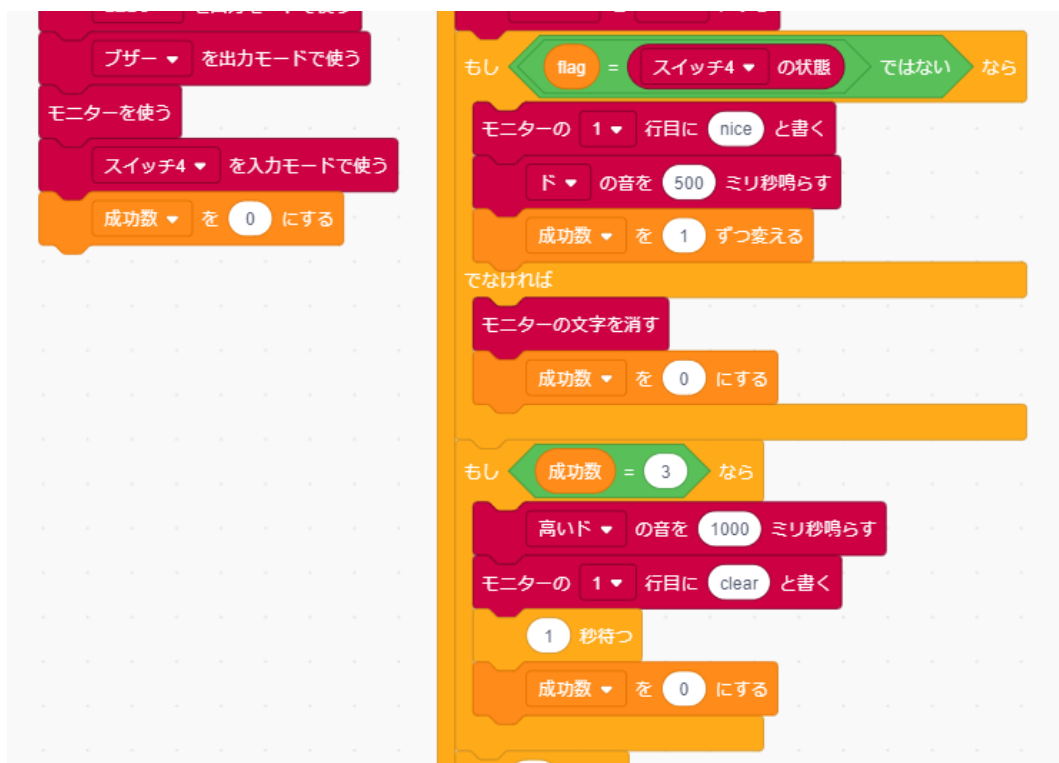 ブザー を出力モードで使う
モニターを使う
スイッチ4 を入力モードで使う
成功数 を 0 にする
もし flag = スイッチ4 の状態 ではない なら
モニターの 1 行目に nice と書く
ド の音を 500 ミリ秒鳴らす
成功数 を 1 ずつ変える
でなければ
モニターの文字を消す
成功数 を 0 にする
もし 成功数 = 3 なら
高いド の音を 1000 ミリ秒鳴らす
モニターの 1 行目に clear と書く
1 秒待つ
成功数 を 0 にする